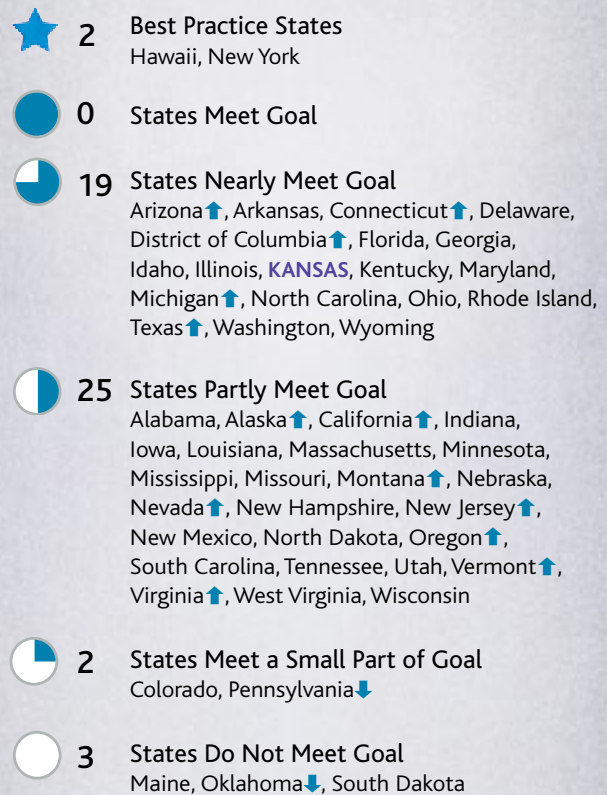 2 Best Practice States
Hawaii, New York
0 States Meet Goal
19 States Nearly Meet Goal
Arizona⬆, Arkansas, Connecticut⬆, Delaware,
District of Columbia⬆, Florida, Georgia,
Idaho, Illinois, KANSAS, Kentucky, Maryland,
Michigan⬆, North Carolina, Ohio, Rhode Island,
Texas⬆, Washington, Wyoming
25 States Partly Meet Goal
Alabama, Alaska⬆, California⬆, Indiana,
Iowa, Louisiana, Massachusetts, Minnesota,
Mississippi, Missouri, Montana⬆, Nebraska,
Nevada⬆, New Hampshire, New Jersey⬆,
New Mexico, North Dakota, Oregon⬆,
South Carolina, Tennessee, Utah, Vermont⬆,
Virginia⬆, West Virginia, Wisconsin
2 States Meet a Small Part of Goal
Colorado, Pennsylvania⬇
3 States Do Not Meet Goal
Maine, Oklahoma⬇, South Dakota